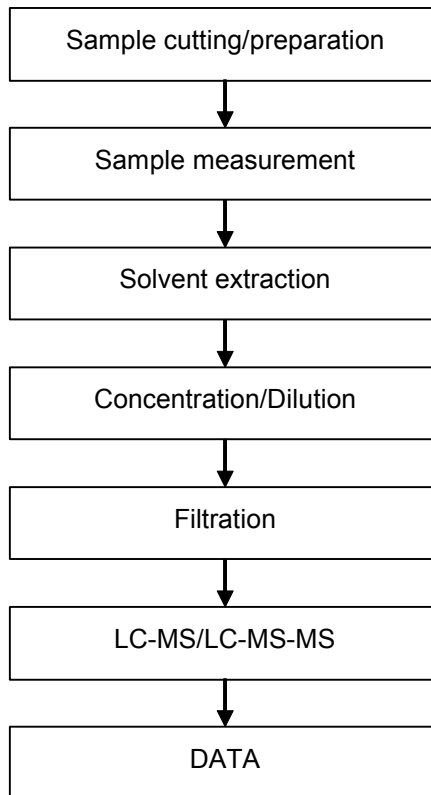 Sample cutting/preparation
Sample measurement
Solvent extraction
Concentration/Dilution
Filtration
LC-MS/LC-MS-MS
DATA